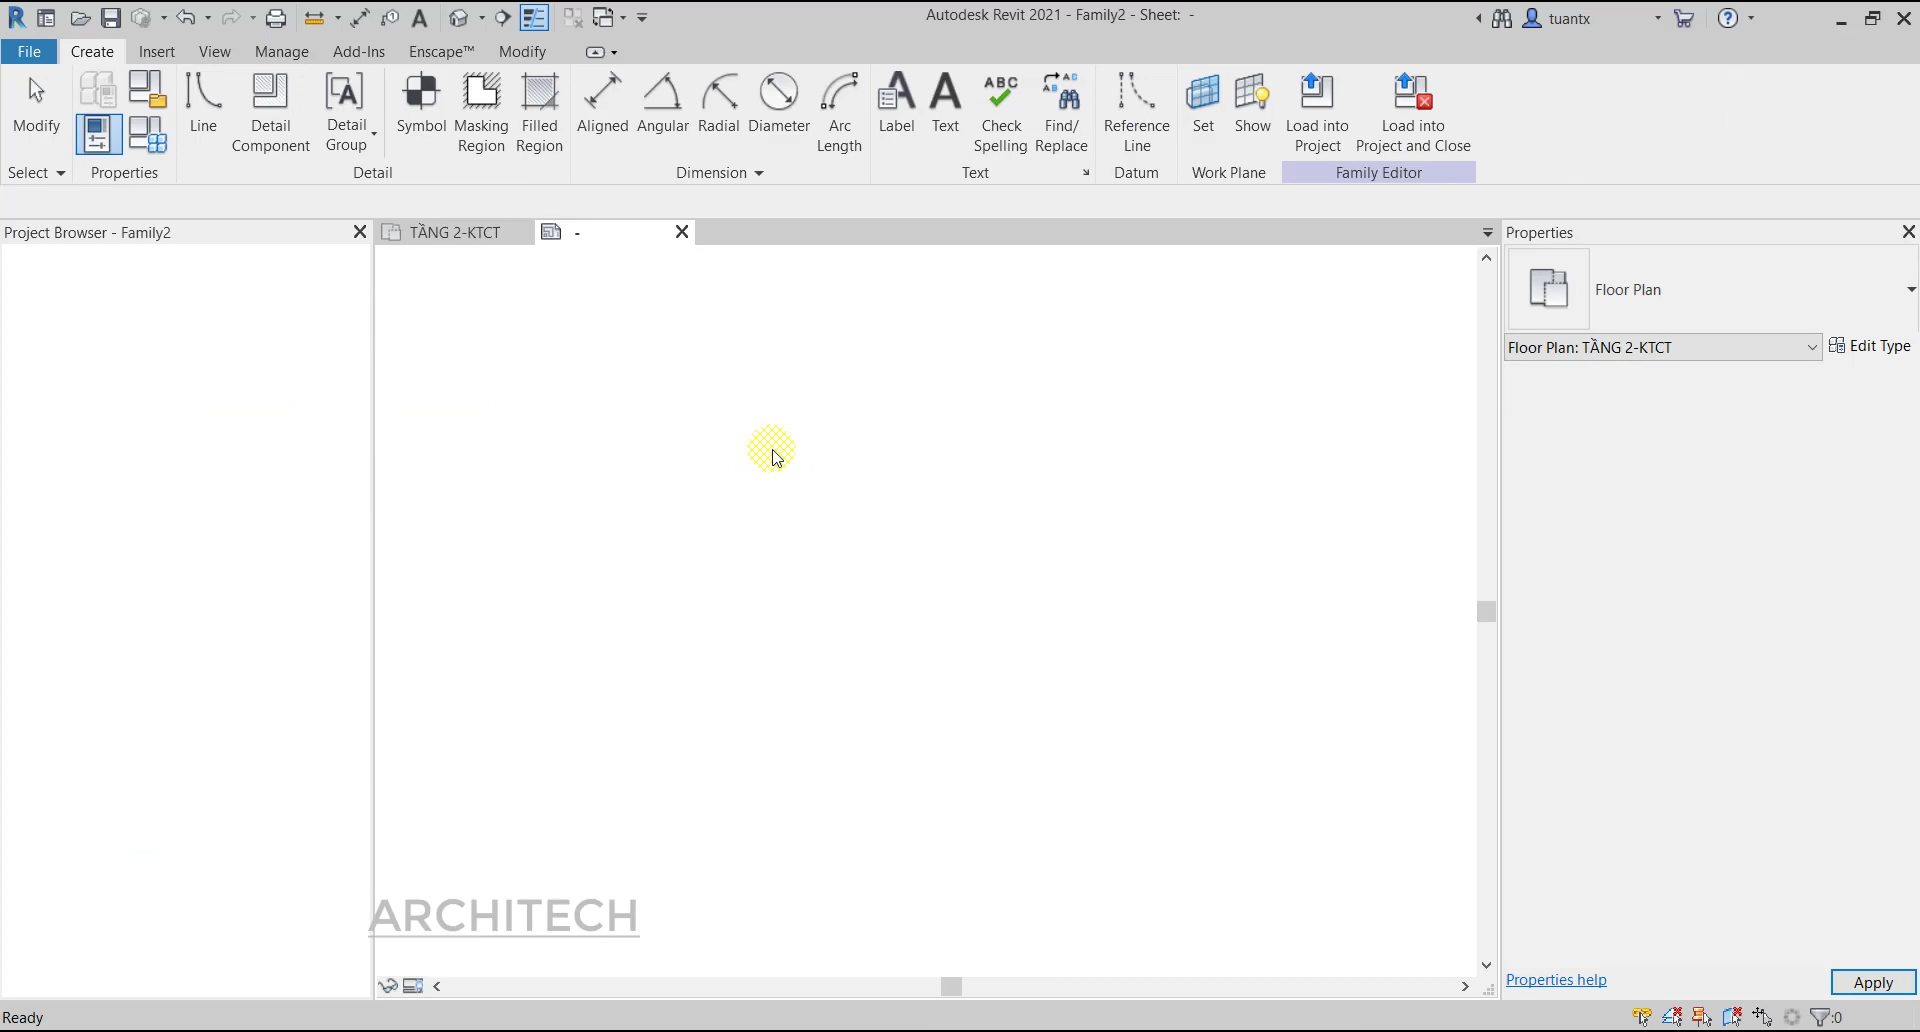 Autodesk Revit 2021 - Family2 - Sheet: -
tuantx
File Create Insert View Manage Add-Ins Enscape™ Modify
Modify
Line
Detail Component
Detail Group
Symbol
Masking Region
Filled Region
Aligned
Angular
Radial
Diameter
Arc Length
Label
Text
Check Spelling
Find/ Replace
Reference Line
Set
Show
Load into Project
Load into Project and Close
Select Properties Detail Dimension Text Datum Work Plane Family Editor
Project Browser - Family2
TẦNG 2-KTCT
-
Properties
Floor Plan
Floor Plan: TẦNG 2-KTCT
Edit Type
ARCHITECH
Properties help
Apply
Ready
:0